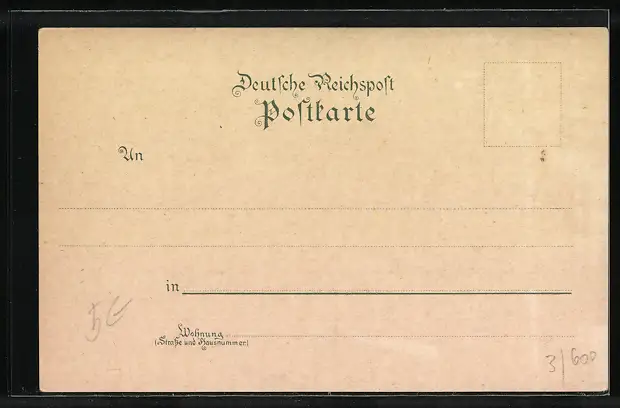 Deutsche Reichspost
Postkarte
An
in
Wohnung
(Straße und Hausnummer)
3/600